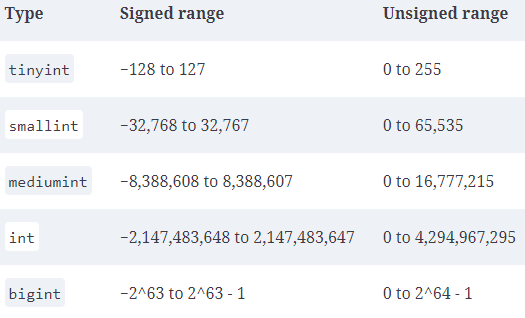 Type Signed range Unsigned range
tinyint −128 to 127 0 to 255
smallint −32,768 to 32,767 0 to 65,535
mediumint −8,388,608 to 8,388,607 0 to 16,777,215
int −2,147,483,648 to 2,147,483,647 0 to 4,294,967,295
bigint −2^63 to 2^63 - 1 0 to 2^64 - 1